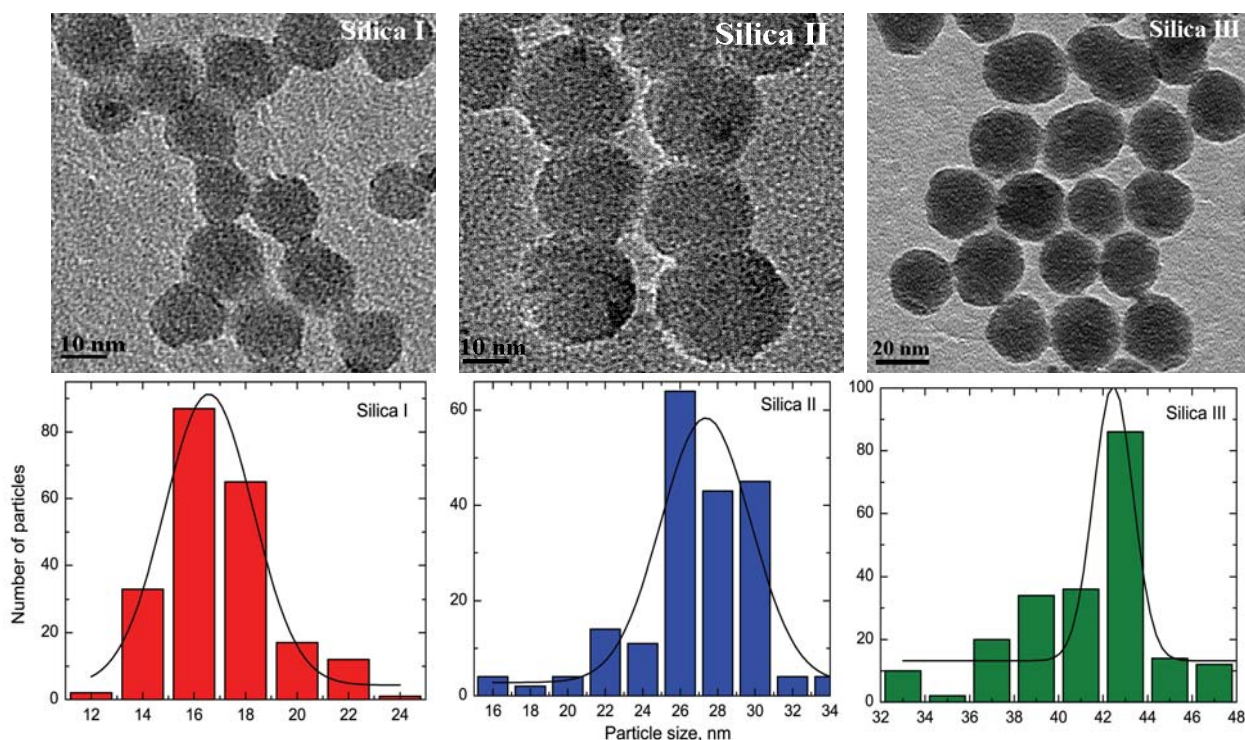 Silica I
Silica II
Silica III
10 nm
10 nm
20 nm
Silica I
Silica II
Silica III
Number of particles
80
60
40
20
0
12 14 16 18 20 22 24
60
40
20
0
16 18 20 22 24 26 28 30 32 34
Particle size, nm
100
80
60
40
20
0
32 34 36 38 40 42 44 46 48